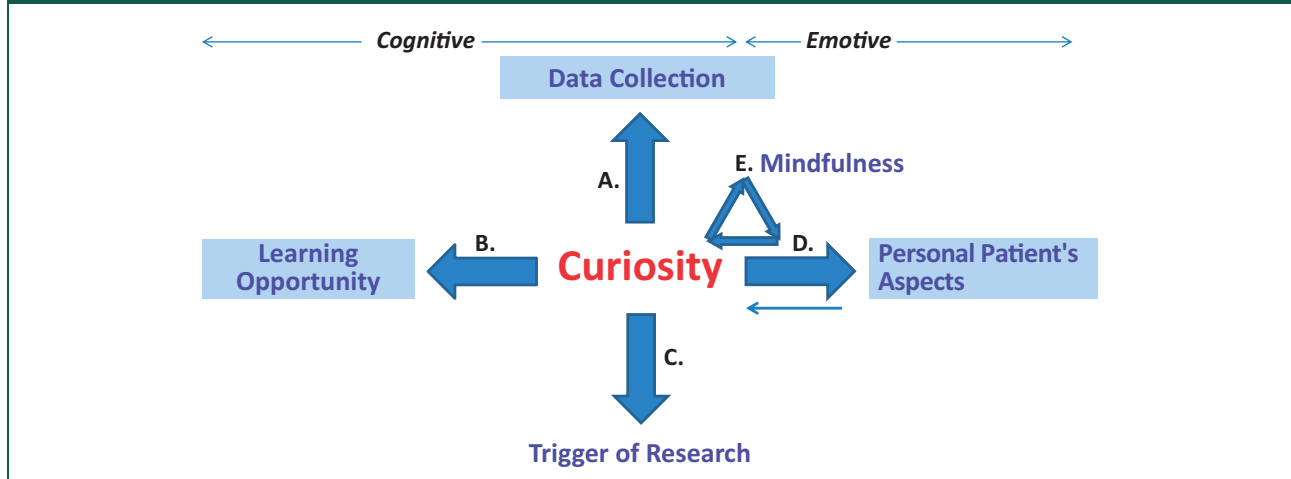 Cognitive
Emotive
Data Collection
E. Mindfulness
A.
B.
D.
Learning
Opportunity
Curiosity
Personal Patient's
Aspects
C.
Trigger of Research